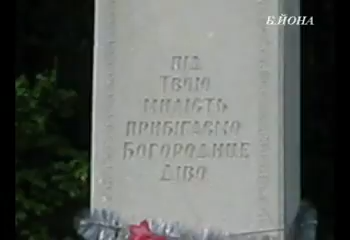 Б.ЙОНА
ПІД
ТВОЮ
МИЛІСТЬ
ПРИБІГАЄМО
БОГОРОДИЦЕ
ДІВО